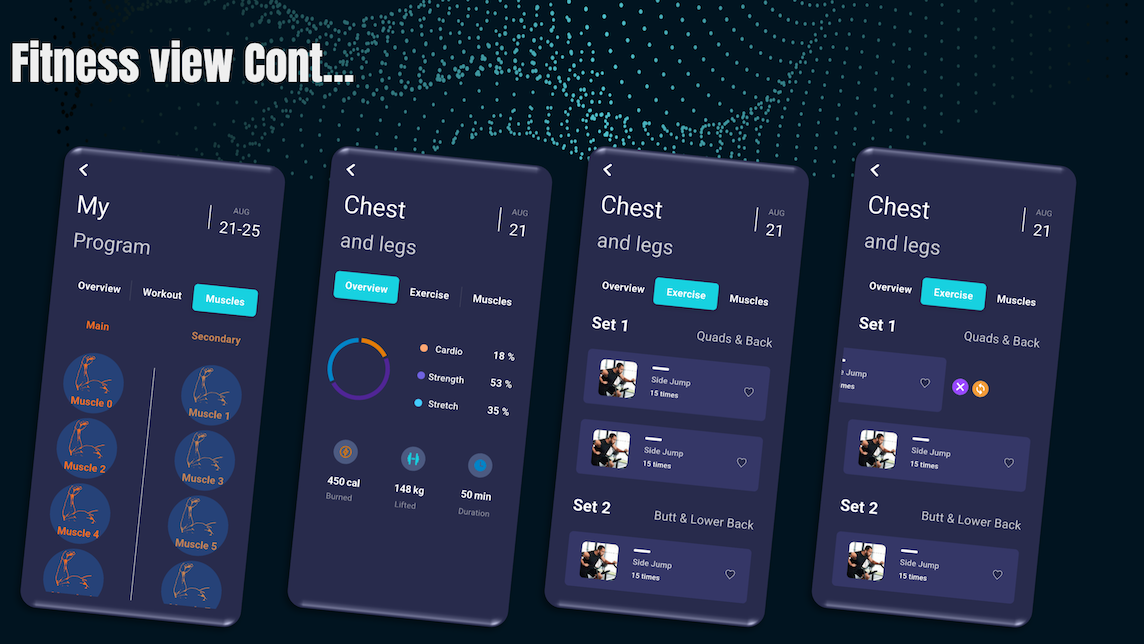 Fitness view Cont...
My
Program
AUG
21-25
Overview
Workout
Muscles
Main
Secondary
Muscle 0
Muscle 1
Muscle 2
Muscle 3
Muscle 4
Muscle 5
Chest
and legs
AUG
21
Overview
Exercise
Muscles
Cardio 18 %
Strength 53 %
Stretch 35 %
450 cal
Burned
148 kg
Lifted
50 min
Duration
Chest
and legs
AUG
21
Overview
Exercise
Muscles
Set 1
Quads & Back
Side Jump
15 times
Side Jump
15 times
Set 2
Butt & Lower Back
Side Jump
15 times
Chest
and legs
AUG
21
Overview
Exercise
Muscles
Set 1
Quads & Back
Jump
mes
Side Jump
15 times
Set 2
Butt & Lower Back
Side Jump
15 times